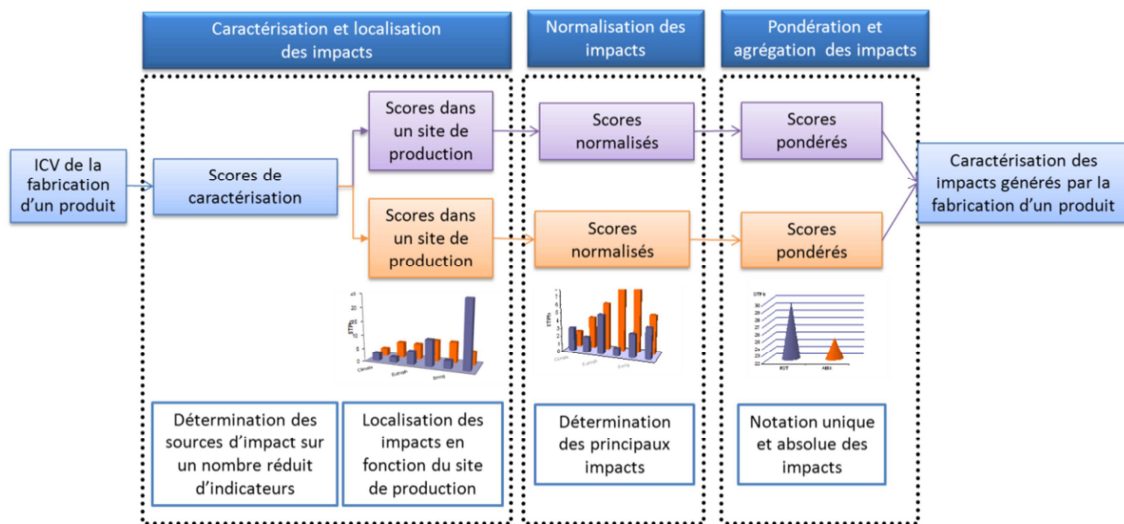 Caractérisation et localisation
des impacts
Normalisation des
impacts
Pondération et
agrégation des impacts
ICV de la
fabrication
d'un produit
Scores de
caractérisation
Scores dans
un site de
production
Scores
normalisés
Scores
pondérés
Scores dans
un site de
production
Scores
normalisés
Scores
pondérés
Caractérisation des
impacts générés par la
fabrication d'un produit
Climate
Détermination des
sources d'impact sur
un nombre réduit
d'indicateurs
Localisation des
impacts en
fonction du site
de production
Détermination
des principaux
impacts
Notation unique
et absolue des
impacts